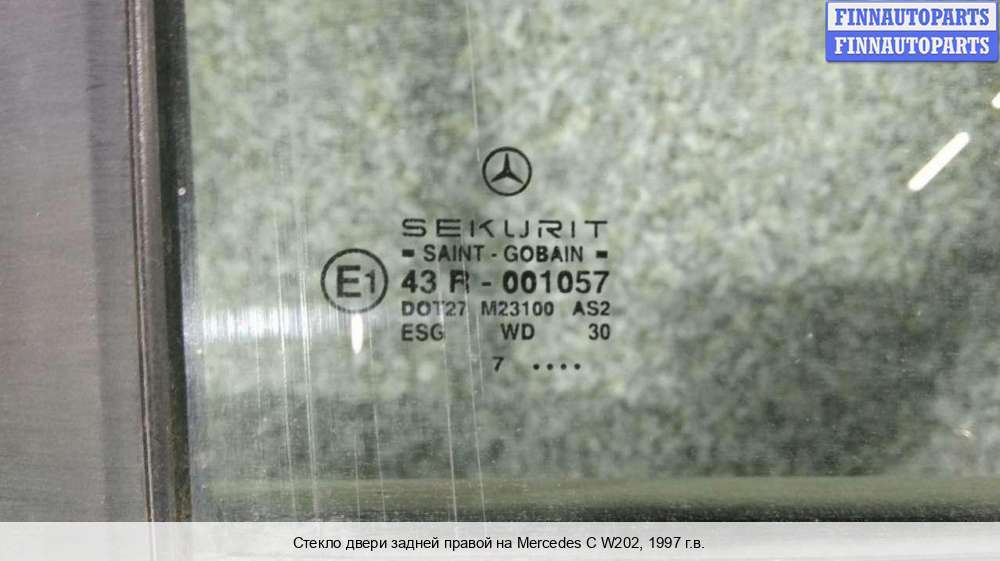 FINNAUTOPARTS
FINNAUTOPARTS
SEKURIT
SAINT - GOBAIN
E1 43 R - 001057
DOT27 M23100 AS2
ESG WD 30
7 ....
Стекло двери задней правой на Mercedes C W202, 1997 г.в.